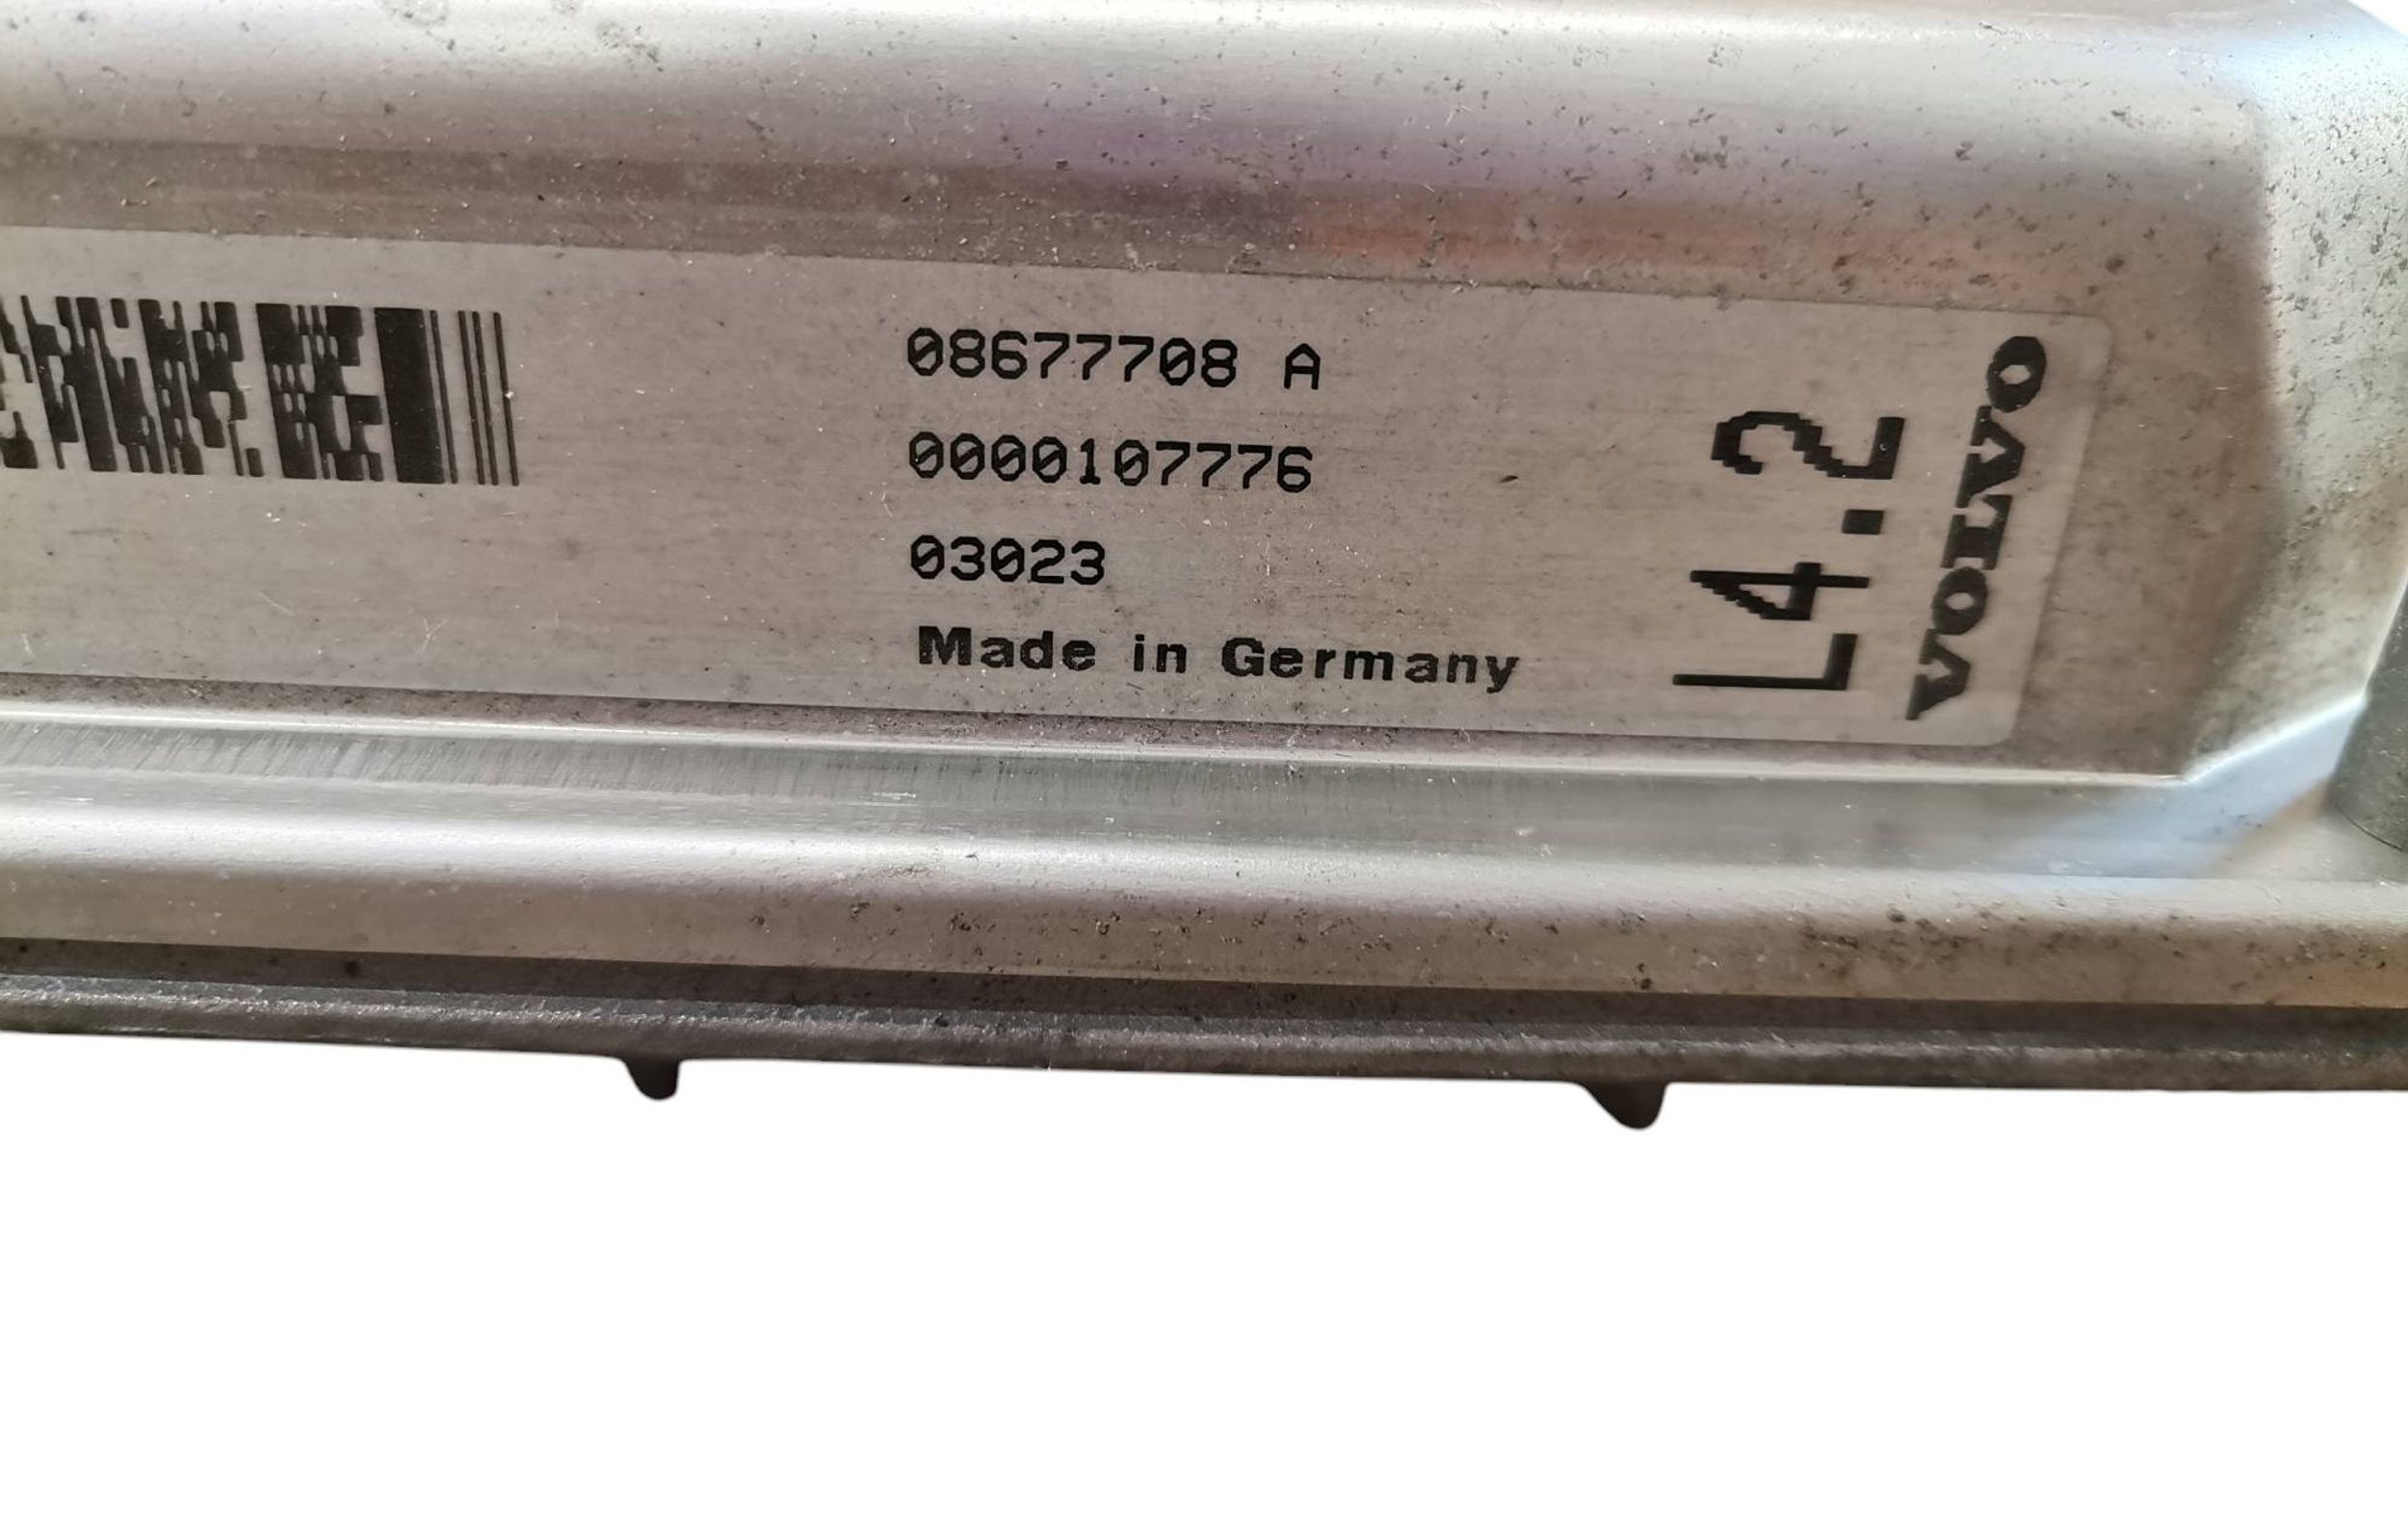 08677708 A
0000107776
03023
Made in Germany
L4.2
VOLVO